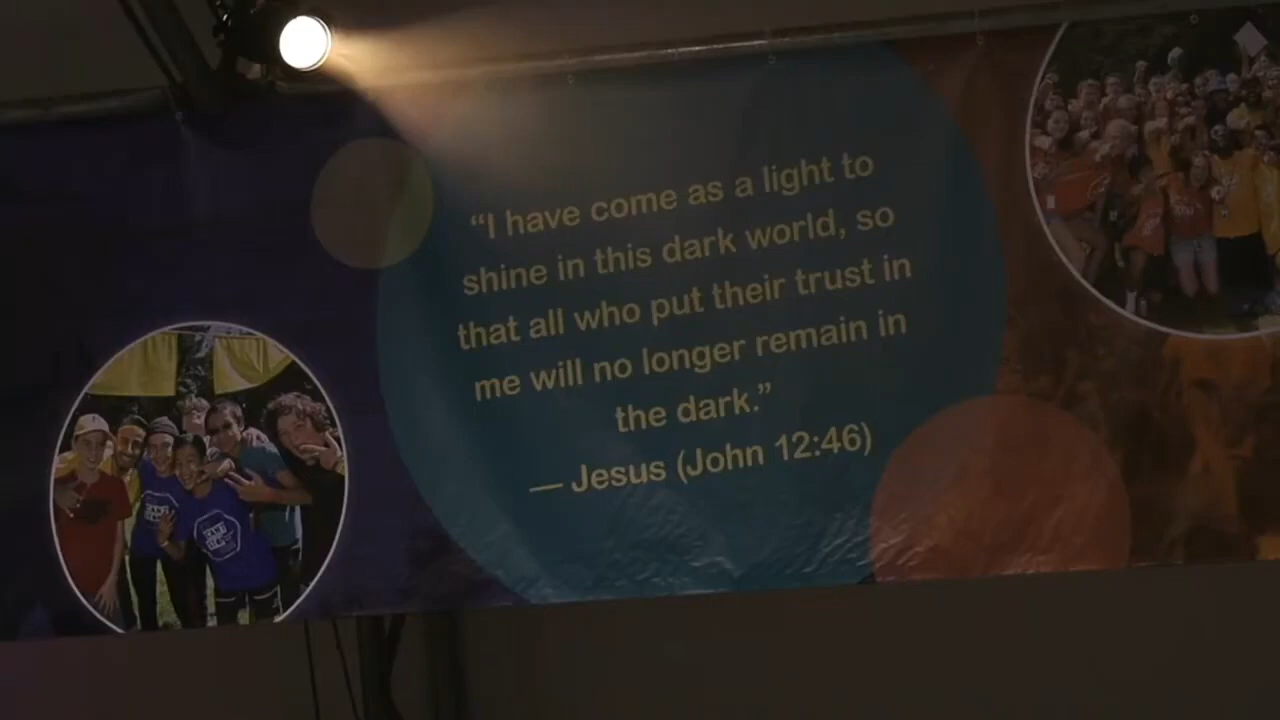 “I have come as a light to
shine in this dark world, so
that all who put their trust in
me will no longer remain in
the dark.”
— Jesus (John 12:46)